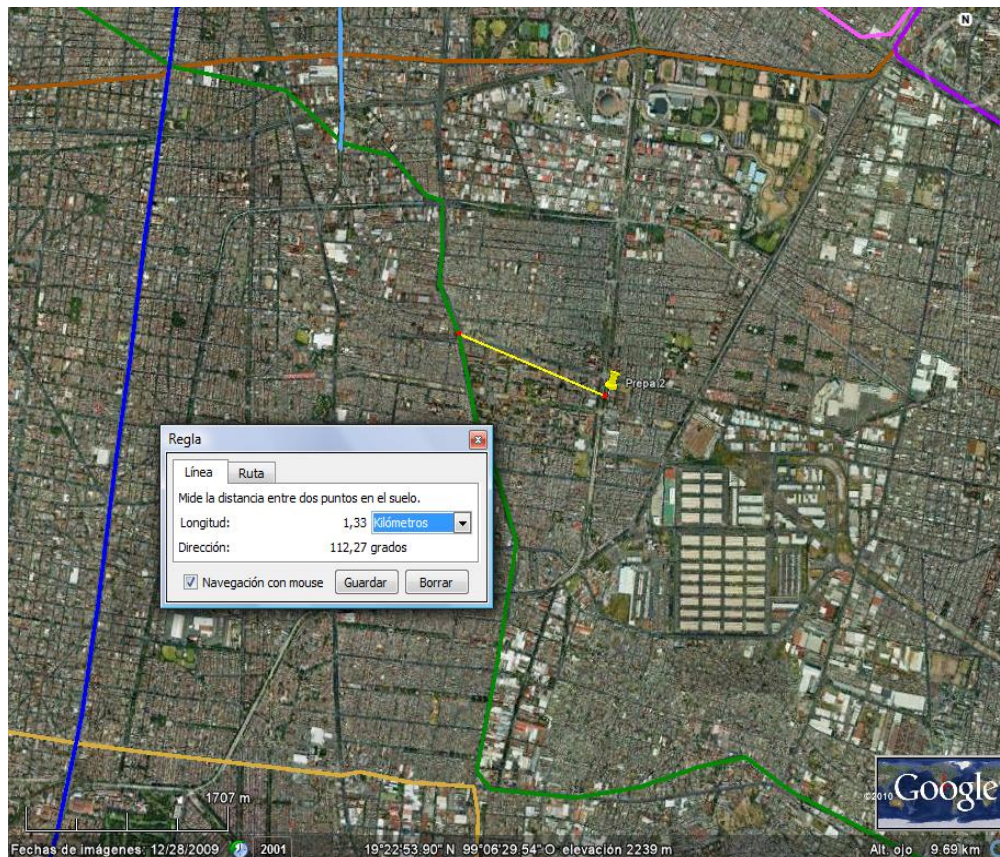 N
Prepa 2
Regla
Línea
Ruta
Mide la distancia entre dos puntos en el suelo.
Longitud:
1,33
Kilómetros
Dirección:
112,27 grados
Navegación con mouse
Guardar
Borrar
1707 m
©2010
Google
Fechas de imágenes: 12/28/2009
2001
19°22'53.90" N 99°06'29.54" O elevación 2239 m
Alt. ojo 9.69 km